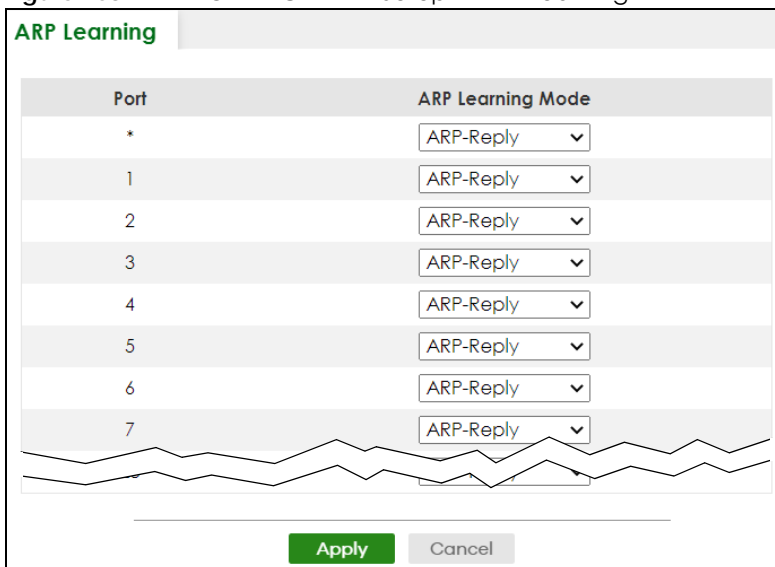 ARP Learning
Port ARP Learning Mode
* ARP-Reply
1 ARP-Reply
2 ARP-Reply
3 ARP-Reply
4 ARP-Reply
5 ARP-Reply
6 ARP-Reply
7 ARP-Reply
Apply Cancel